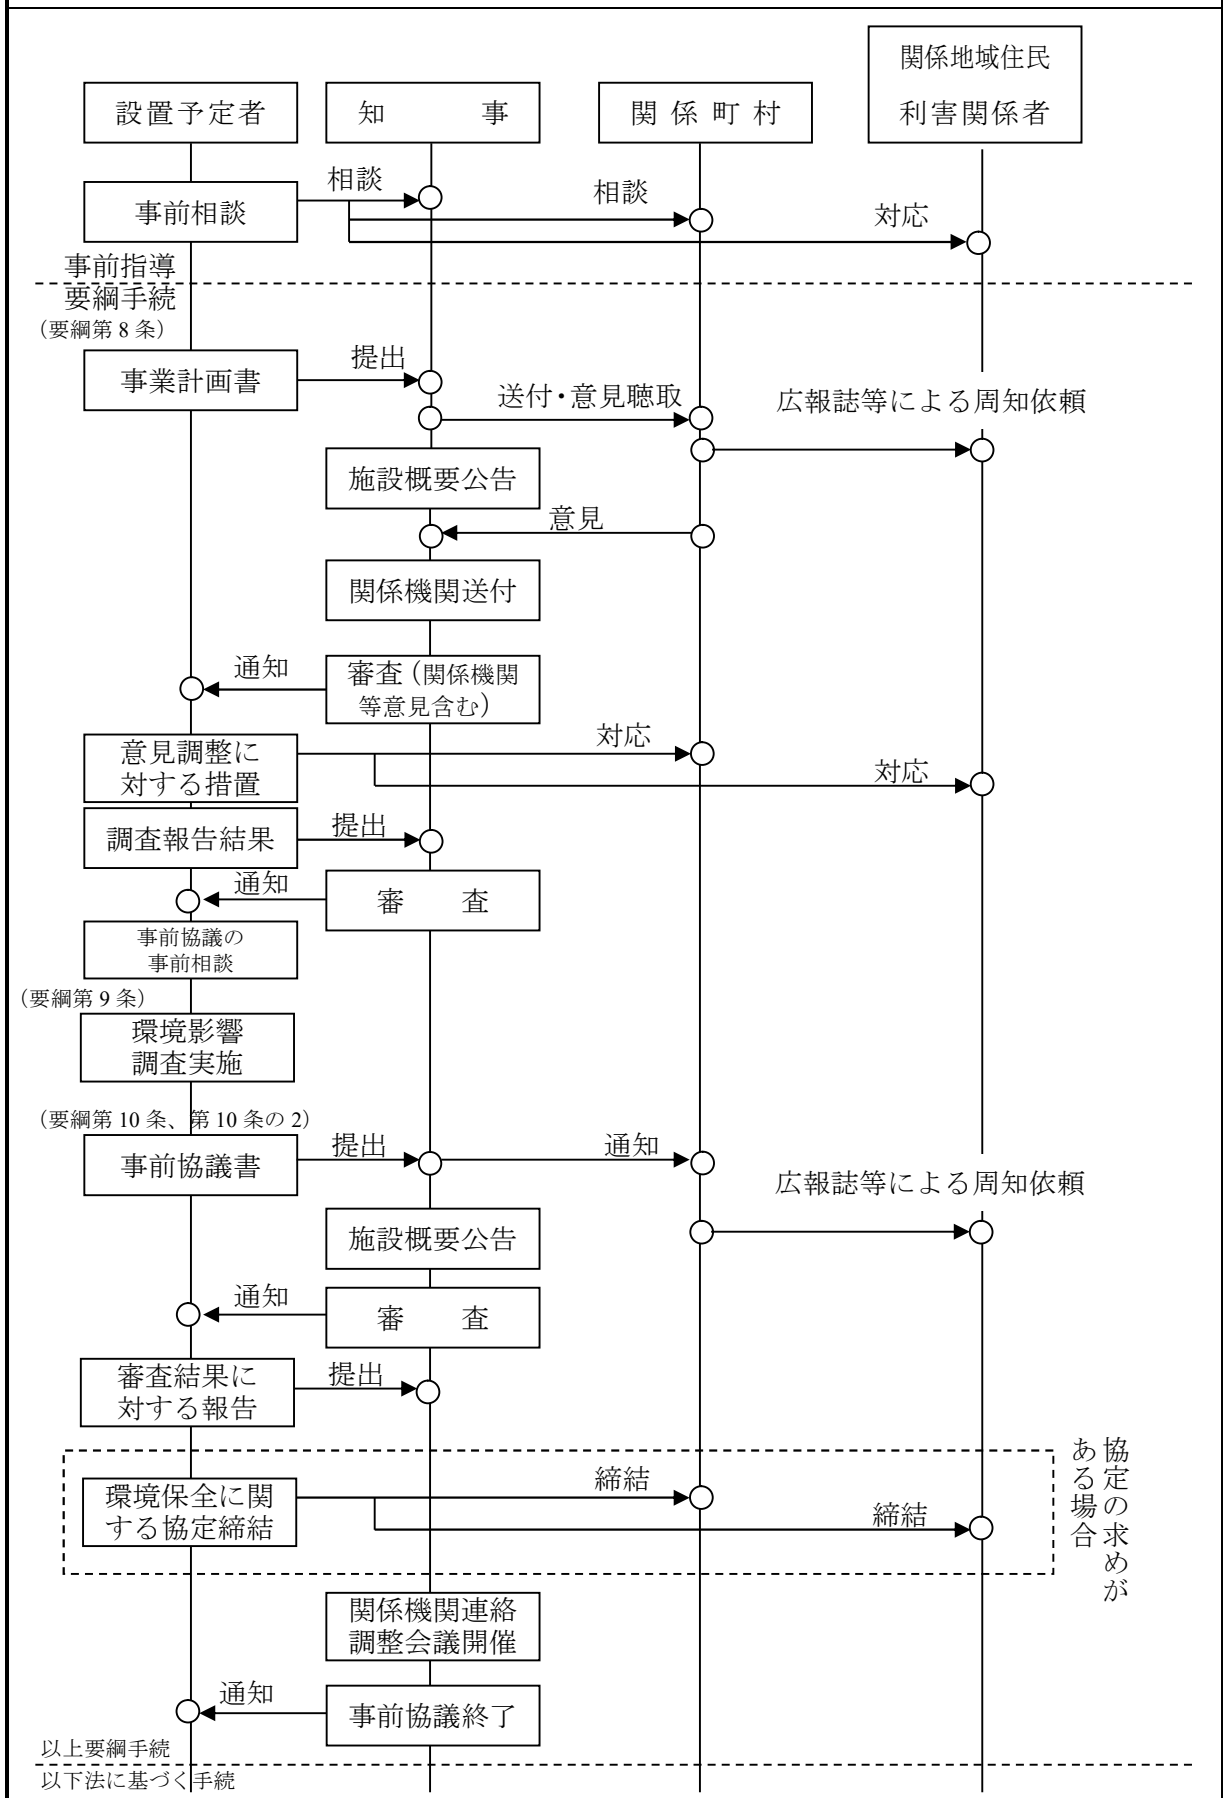 関係地域住民
設置予定者
知　　事
関係町村
利害関係者
相談
相談
事前相談
対応
事前指導
要綱手続
（要綱第8条）
提出
事業計画書
送付・意見聴取
広報誌等による周知依頼
施設概要公告
意見
関係機関送付
通知
審査（関係機関
等意見含む）
意見調整に
対する措置
対応
対応
調査報告結果
提出
通知
審　　査
事前協議の
事前相談
（要綱第9条）
環境影響
調査実施
（要綱第10条、第10条の2）
事前協議書
提出
通知
広報誌等による周知依頼
施設概要公告
通知
審　　査
審査結果に
対する報告
提出
協定の求めが
ある場合
環境保全に関
する協定締結
締結
締結
関係機関連絡
調整会議開催
通知
事前協議終了
以上要綱手続
以下法に基づく手続